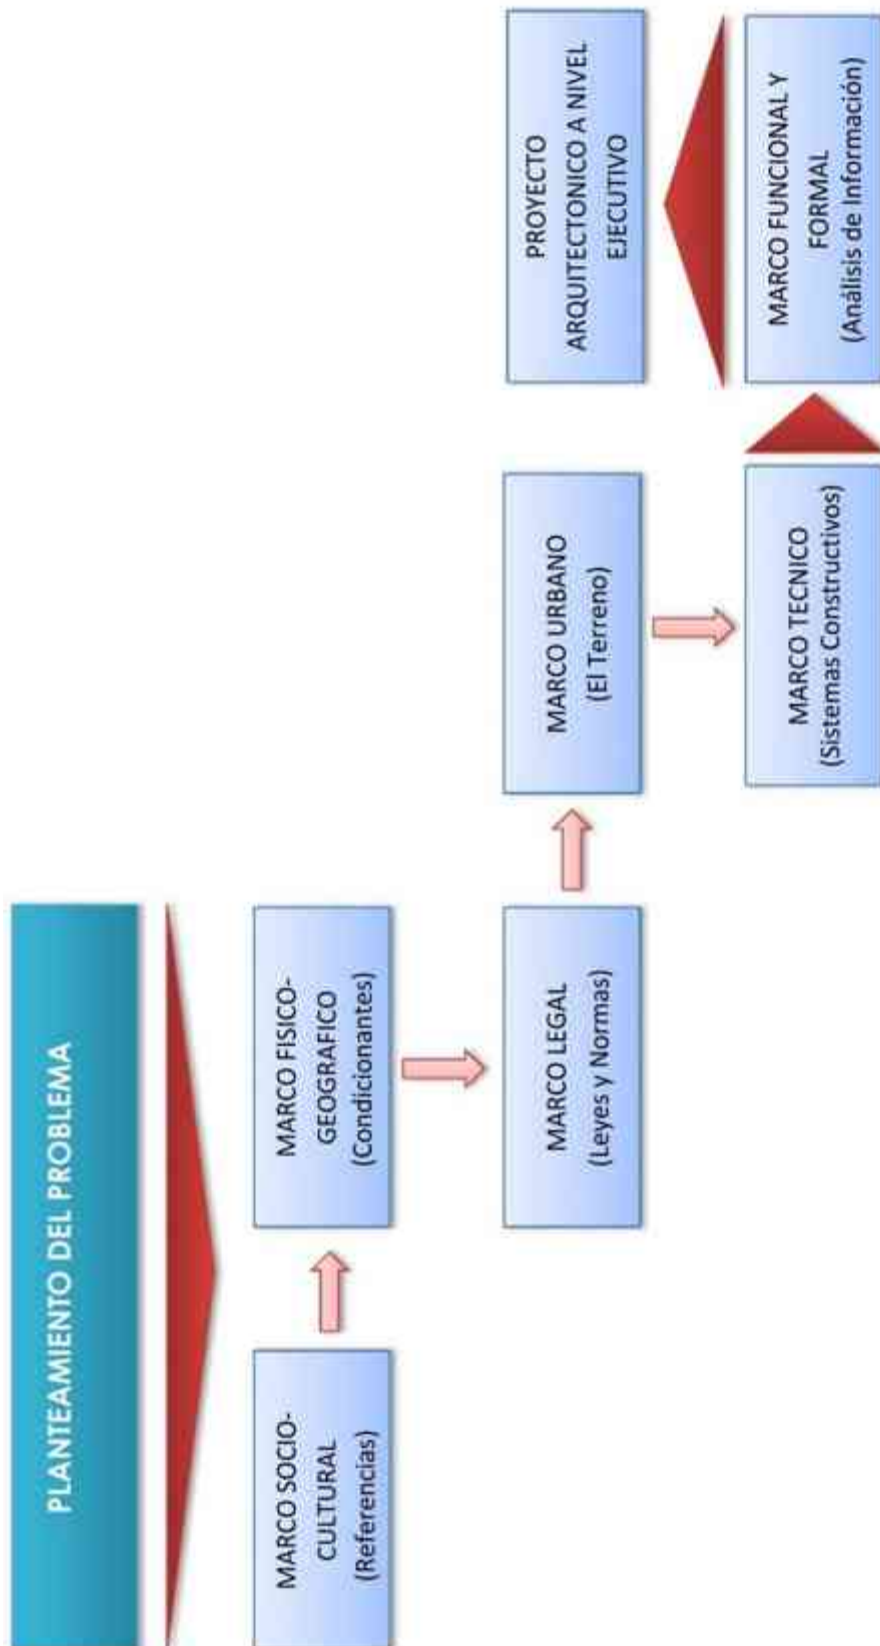 PLANTEAMIENTO DEL PROBLEMA
MARCO SOCIO-
CULTURAL
(Referencias)
MARCO FISICO-
GEOGRAFICO
(Condicionantes)
MARCO LEGAL
(Leyes y Normas)
MARCO URBANO
(El Terreno)
MARCO TECNICO
(Sistemas Constructivos)
MARCO FUNCIONAL Y
FORMAL
(Análisis de Información)
PROYECTO
ARQUITECTONICO A NIVEL
EJECUTIVO